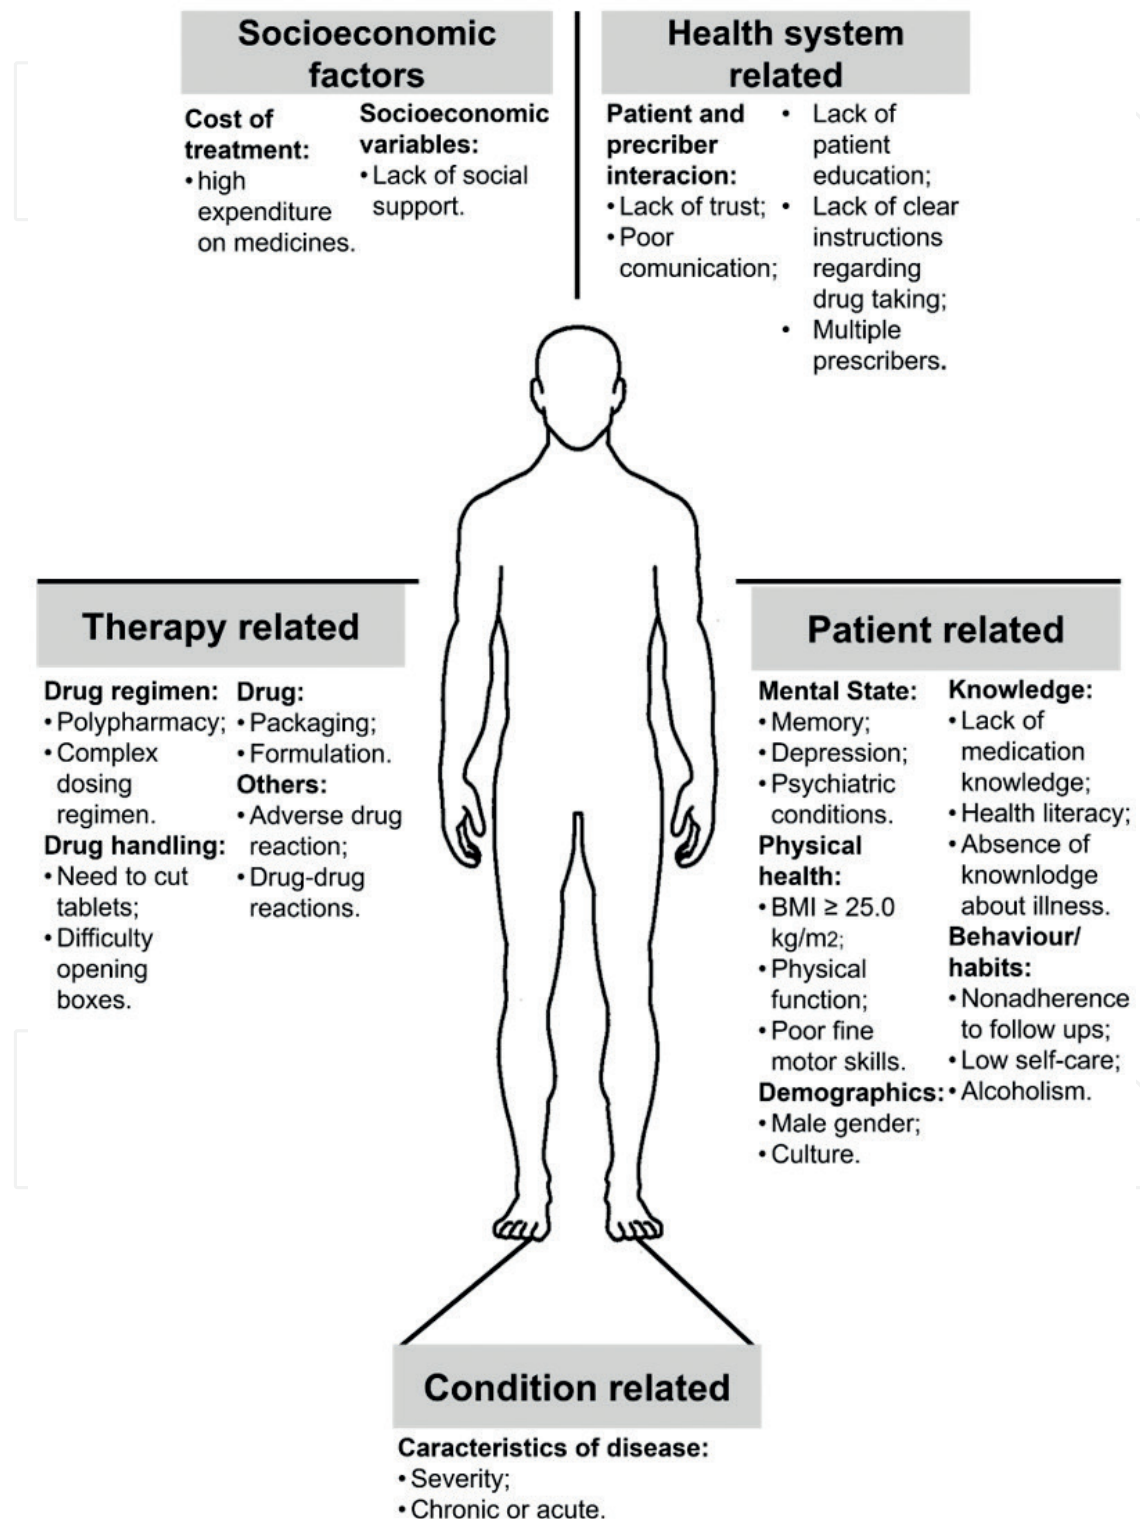 Socioeconomic
factors
Cost of
treatment:
• high
expenditure
on medicines.
Socioeconomic
variables:
• Lack of social
support.
Health system
related
Patient and
precriber
interacion:
• Lack of trust;
• Poor
comunication;
• Lack of
patient
education;
• Lack of clear
instructions
regarding
drug taking;
• Multiple
prescribers.
Therapy related
Drug regimen:
• Polypharmacy;
• Complex
dosing
regimen.
Drug handling:
• Need to cut
tablets;
• Difficulty
opening
boxes.
Drug:
• Packaging;
• Formulation.
Others:
• Adverse drug
reaction;
• Drug-drug
reactions.
Patient related
Mental State:
• Memory;
• Depression;
• Psychiatric
conditions.
Physical
health:
• BMI ≥ 25.0
kg/m2;
• Physical
function;
• Poor fine
motor skills.
Demographics:
• Male gender;
• Culture.
Knowledge:
• Lack of
medication
knowledge;
• Health literacy;
• Absence of
knownlodge
about illness.
Behaviour/
habits:
• Nonadherence
to follow ups;
• Low self-care;
• Alcoholism.
Condition related
Caracteristics of disease:
• Severity;
• Chronic or acute.